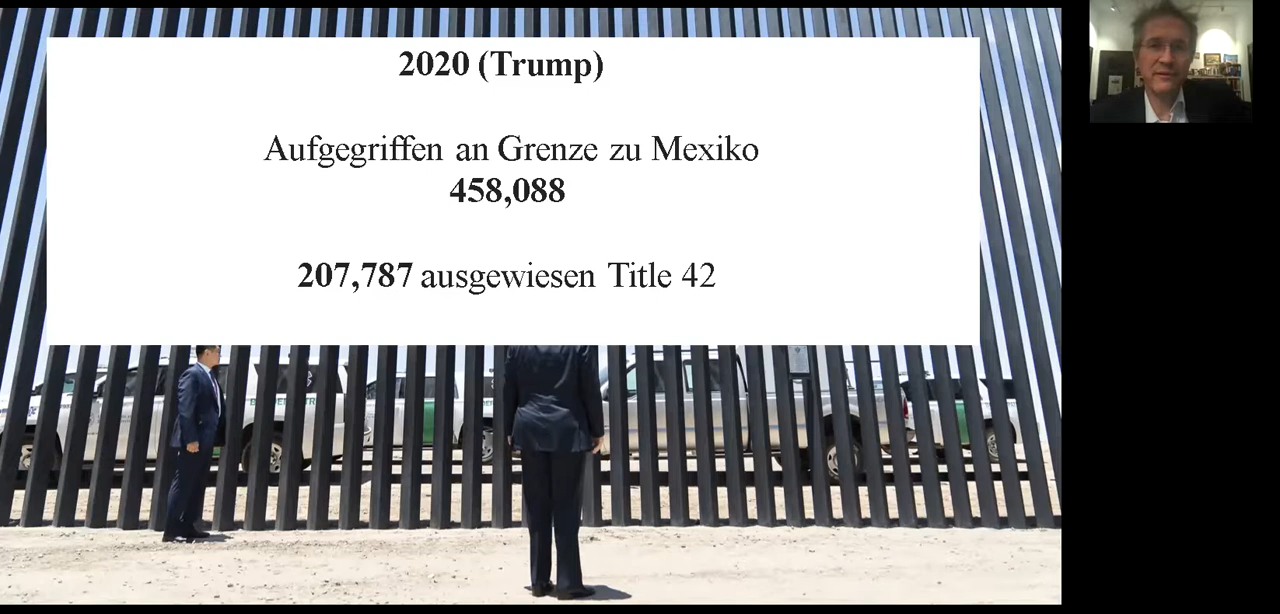 2020 (Trump)
Aufgegriffen an Grenze zu Mexiko
458,088
207,787 ausgewiesen Title 42